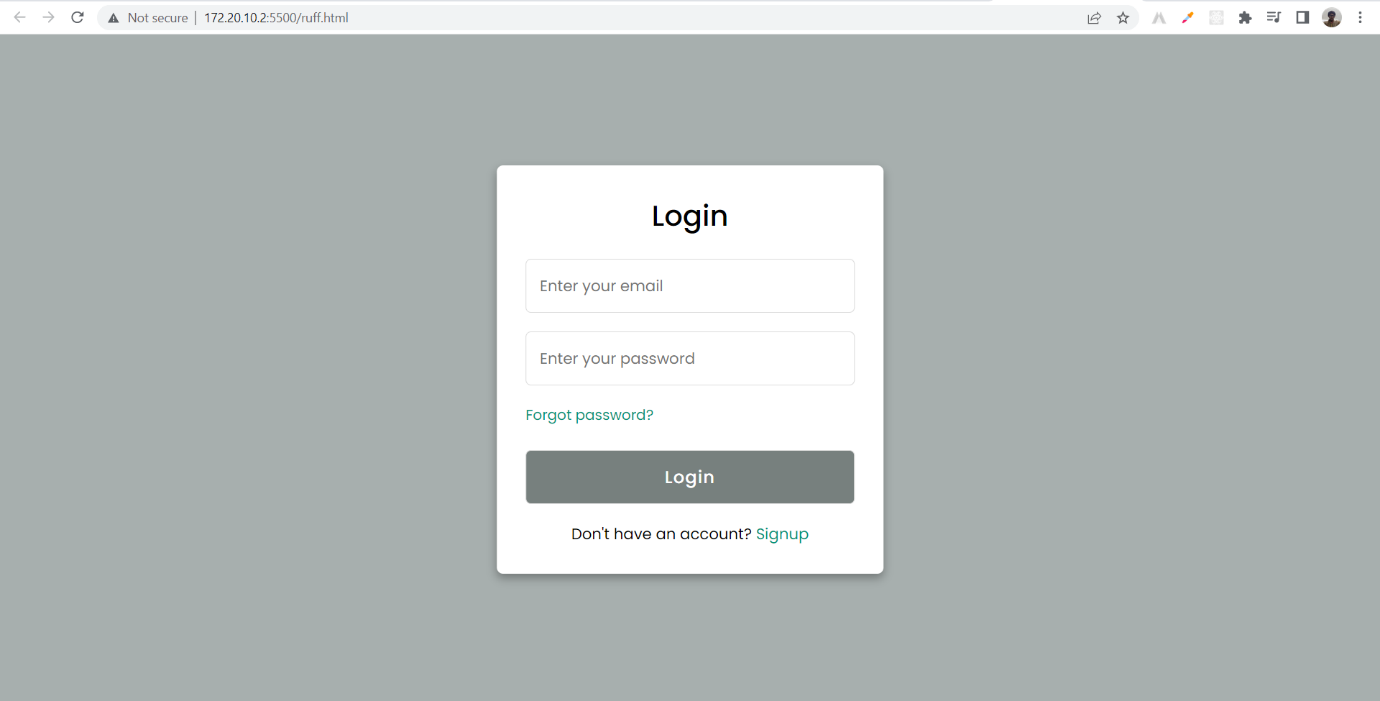 Not secure | 172.20.10.2:5500/ruff.html
Login
Enter your email
Enter your password
Forgot password?
Login
Don't have an account? Signup